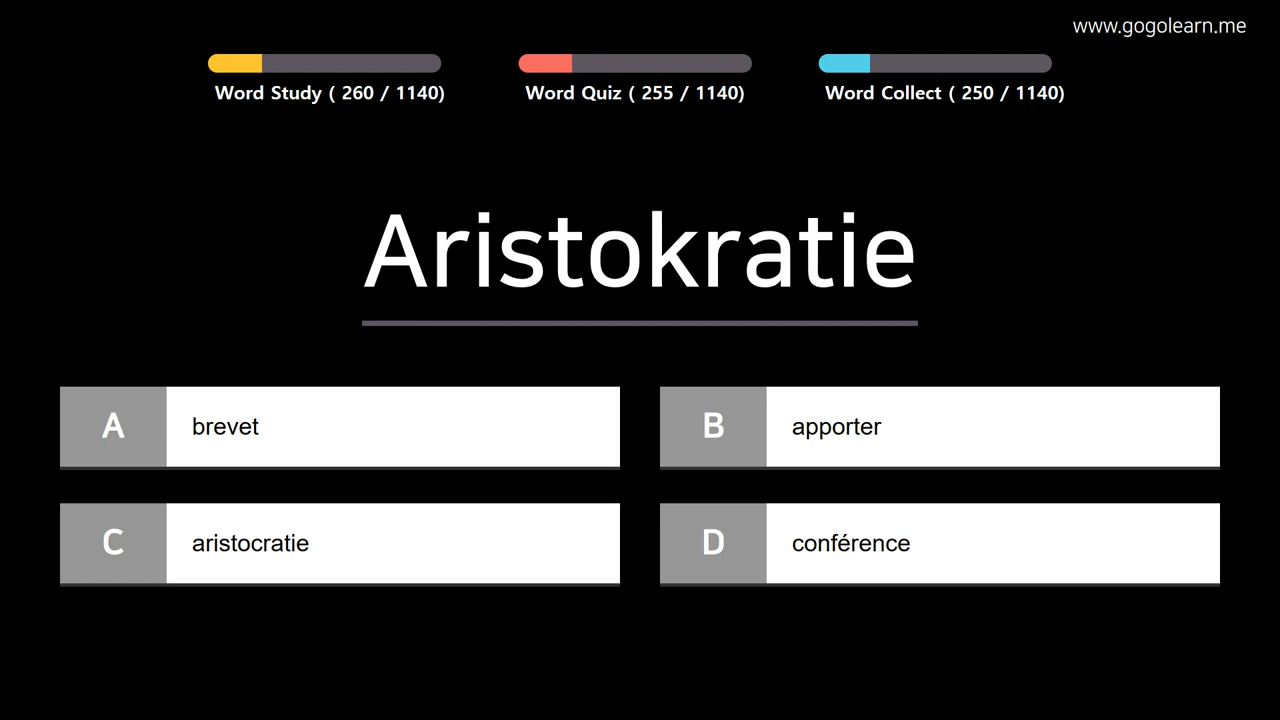 www.gogolearn.me
Word Study ( 260 / 1140)
Word Quiz ( 255 / 1140)
Word Collect ( 250 / 1140)
Aristokratie
A
brevet
B
apporter
C
aristocratie
D
conférence